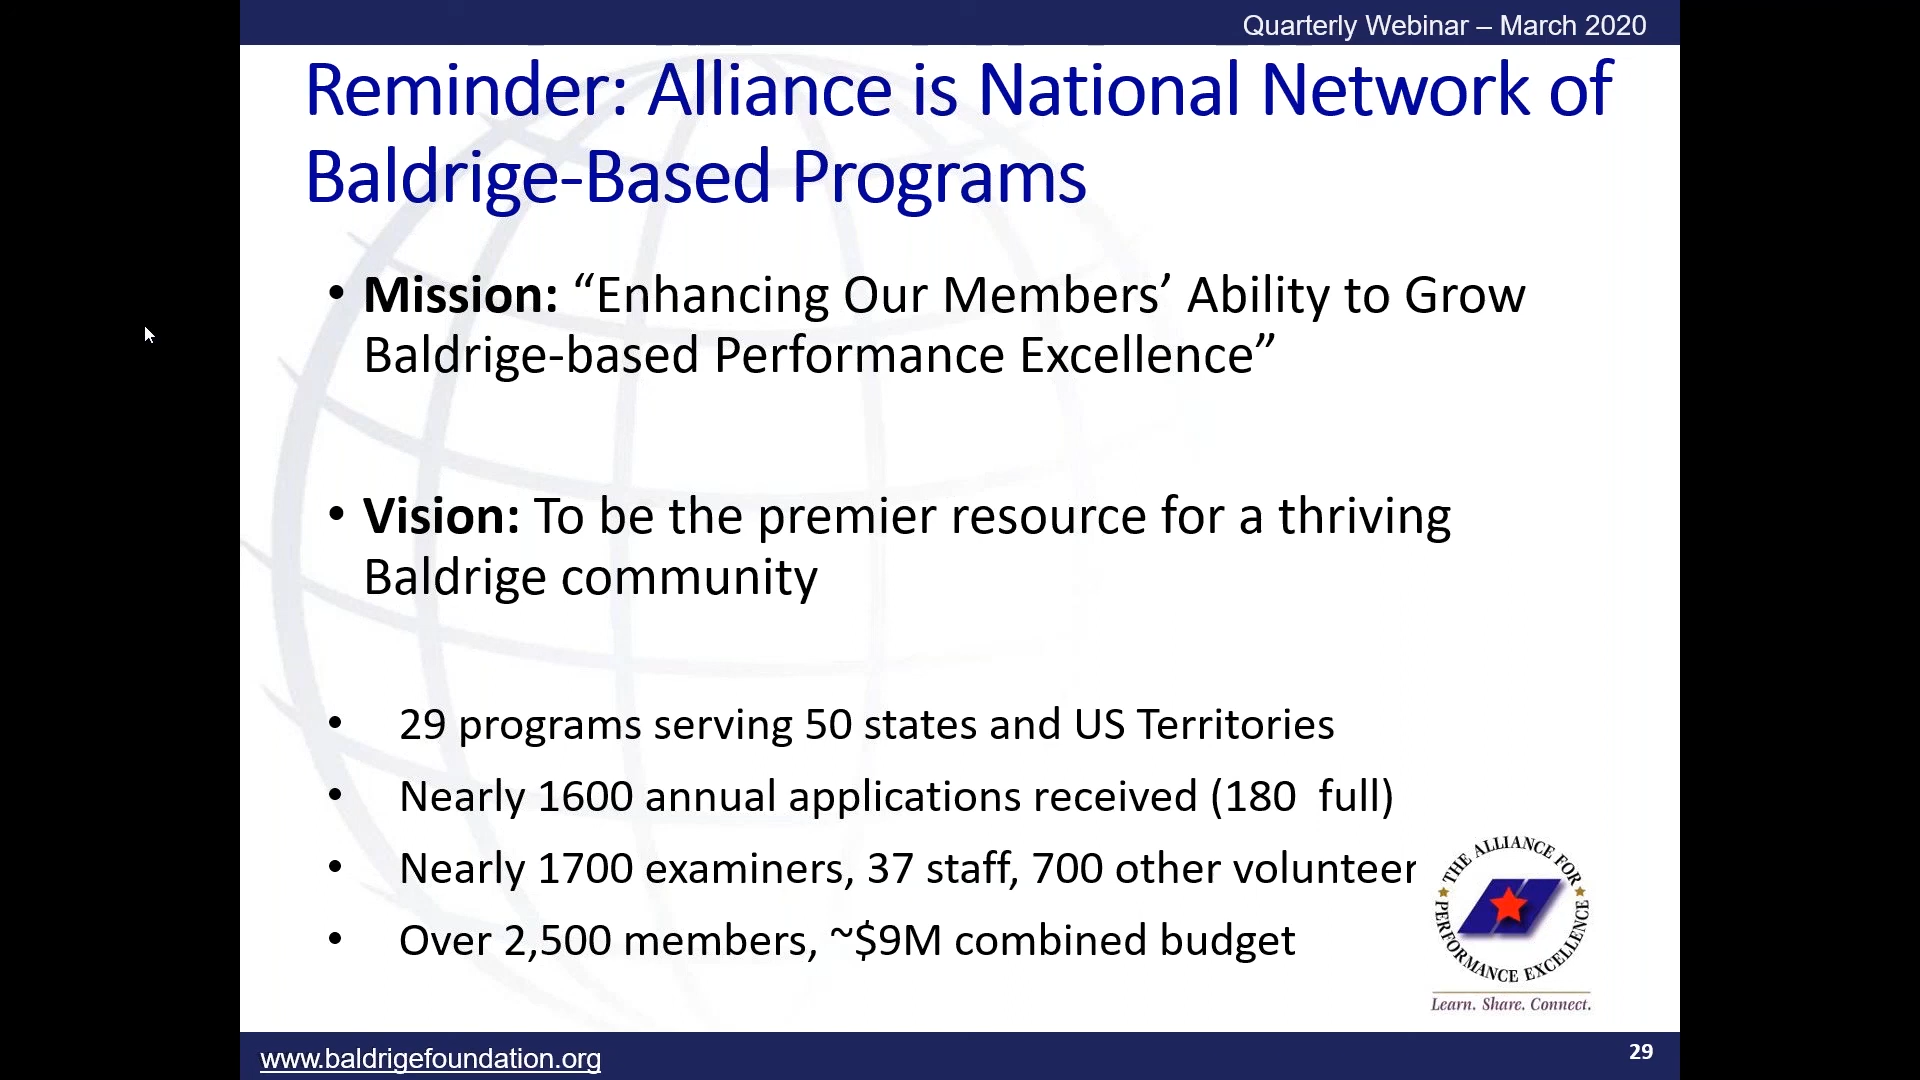 Quarterly Webinar – March 2020
Reminder: Alliance is National Network of
Baldrige-Based Programs
• Mission: “Enhancing Our Members’ Ability to Grow
Baldrige-based Performance Excellence”
• Vision: To be the premier resource for a thriving
Baldrige community
• 29 programs serving 50 states and US Territories
• Nearly 1600 annual applications received (180  full)
• Nearly 1700 examiners, 37 staff, 700 other volunteer
• Over 2,500 members, ~$9M combined budget
THE ALLIANCE FOR
PERFORMANCE EXCELLENCE
Learn. Share. Connect.
www.baldrigefoundation.org
29